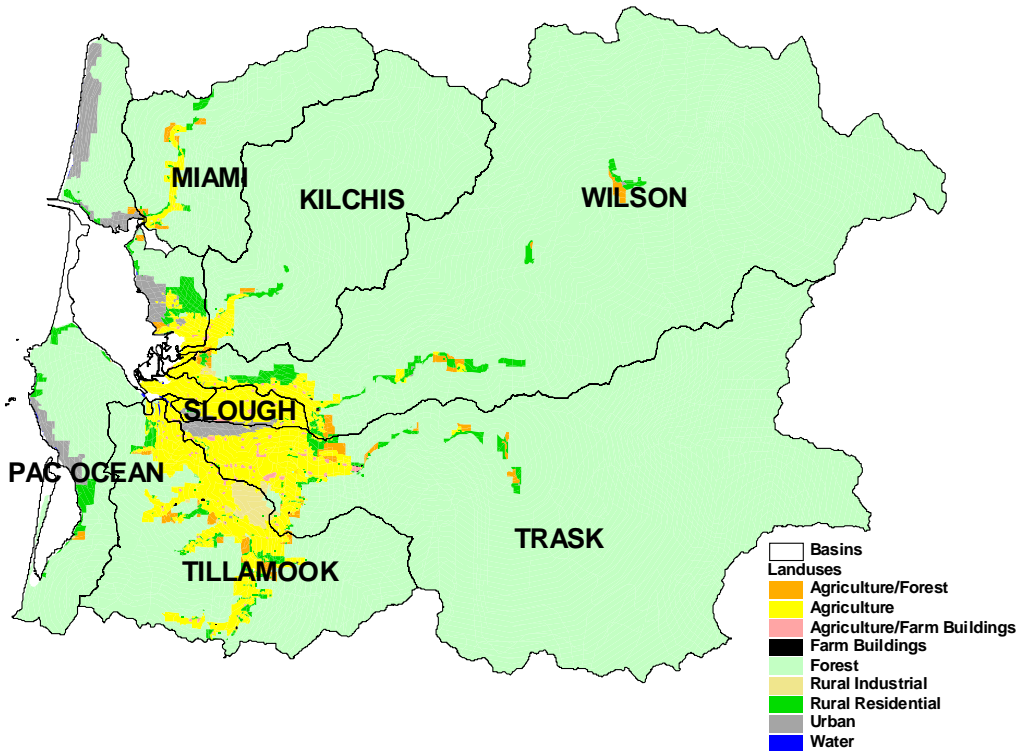 MIAMI
KILCHIS
WILSON
SLOUGH
PAC OCEAN
TRASK
TILLAMOOK
Basins
Landuses
Agriculture/Forest
Agriculture
Agriculture/Farm Buildings
Farm Buildings
Forest
Rural Industrial
Rural Residential
Urban
Water